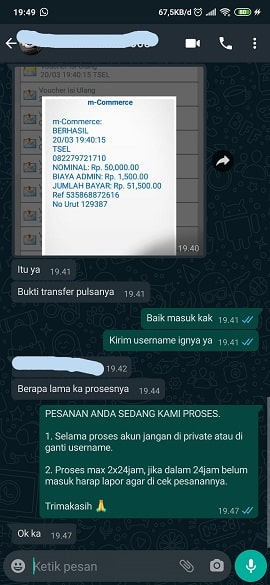 19:49
67,5KB/d
80
Voucher Isi Ulang
Voucher Isi Ulang
20/03 19:40:15 TSEL
m-Commerce
m-Commerce:
BERHASIL
20/03 19:40:15
TSEL
082279721710
NOMINAL: Rp. 50,000.00
BIAYA ADMIN: Rp. 1,500.00
JUMLAH BAYAR: Rp. 51,500.00
Ref 535868872616
No Urut 129387
19.40
Itu ya 19.41
Bukti transfer pulsanya 19.41
Baik masuk kak 19.41
Kirim username ignya ya 19.41
19.42
Berapa lama ka prosesnya 19.44
PESANAN ANDA SEDANG KAMI PROSES.
1. Selama proses akun jangan di private atau di
ganti username.
2. Proses max 2x24jam, jika dalam 24jam belum
masuk harap lapor agar di cek pesanannya.
Trimakasih 🙏 19.47
Ok ka 19.47
Ketik pesan